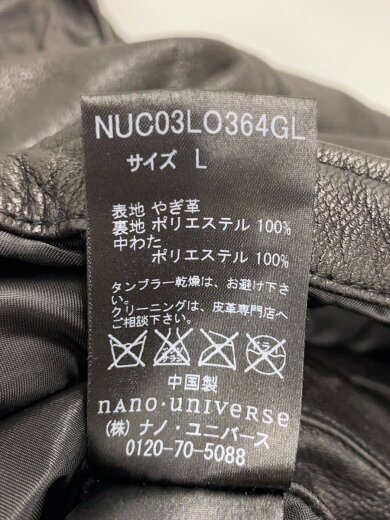 NUC03LO364GL
サイズ L
表地 やぎ革
裏地 ポリエステル 100%
中わた
ポリエステル 100%
タンブラー乾燥は、お避け下さ
い。
クリーニングは、皮革専門店へ
ご相談下さい。
中国製
nano・universe
(株) ナノ・ユニバース
0120-70-5088